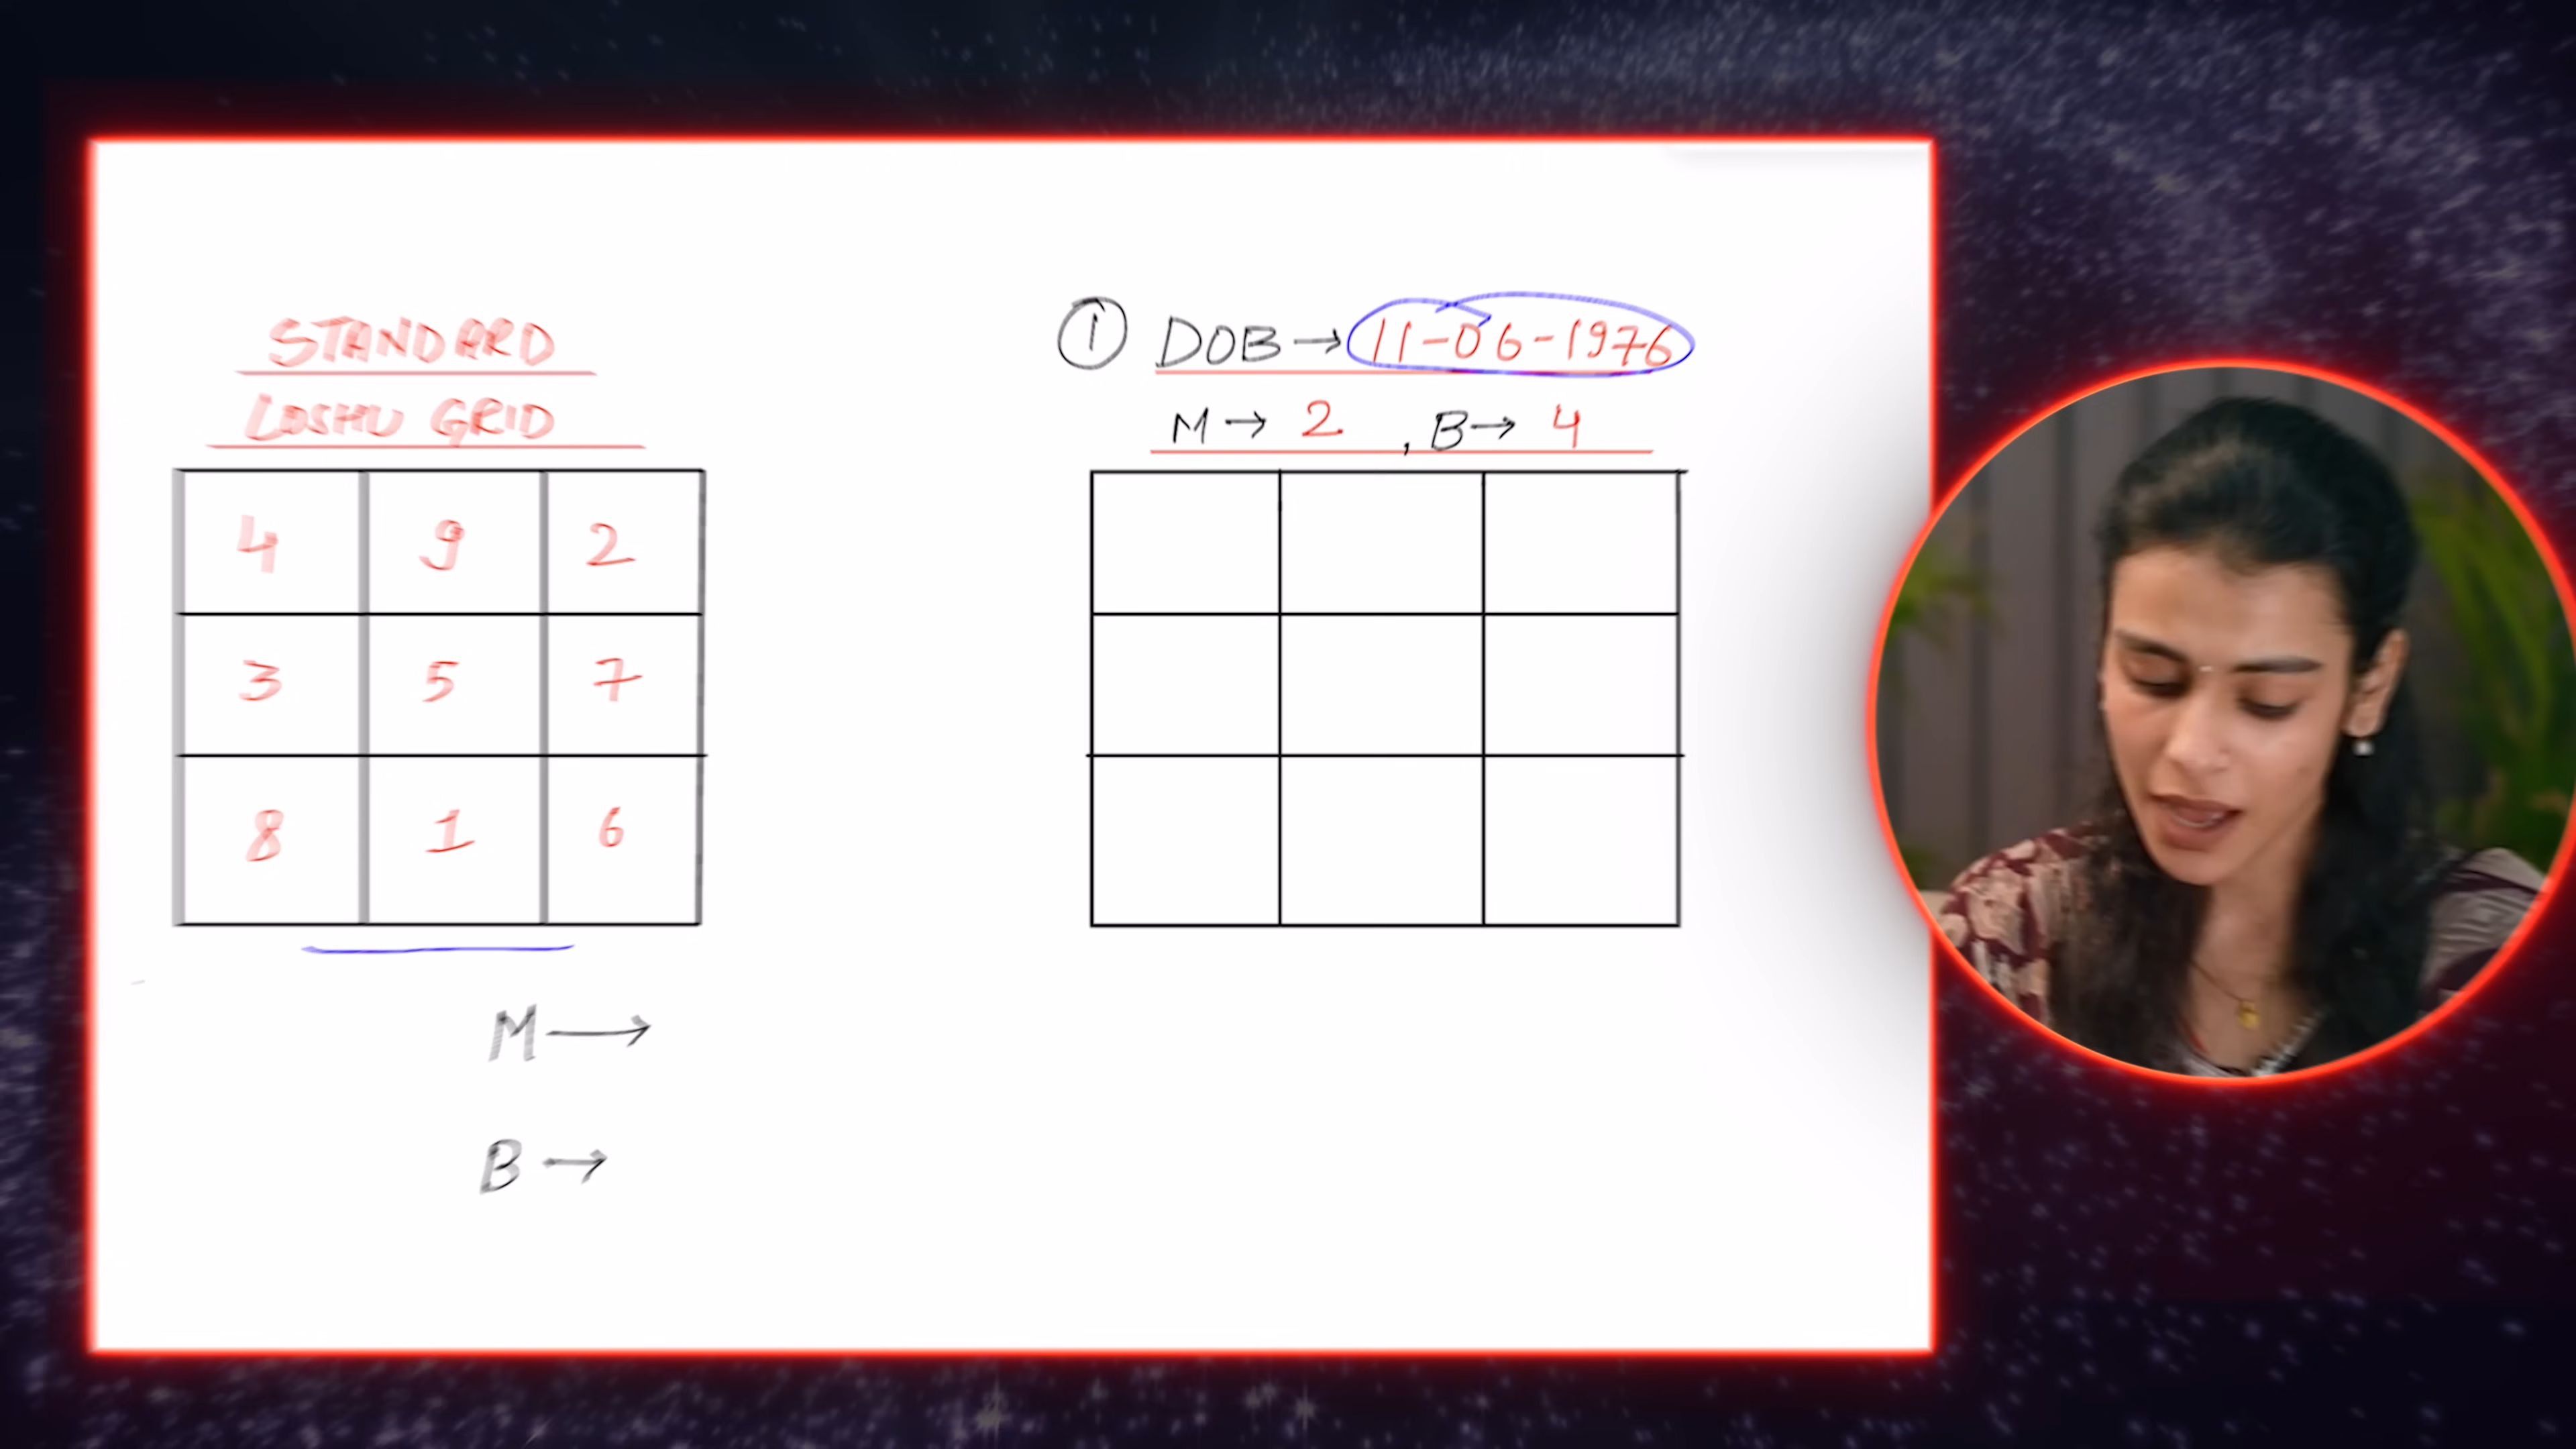 STANDARD
LOSHU GRID
4 9 2
3 5 7
8 1 6
M →
B →
① DOB → 11-06-1976
M → 2 , B → 4